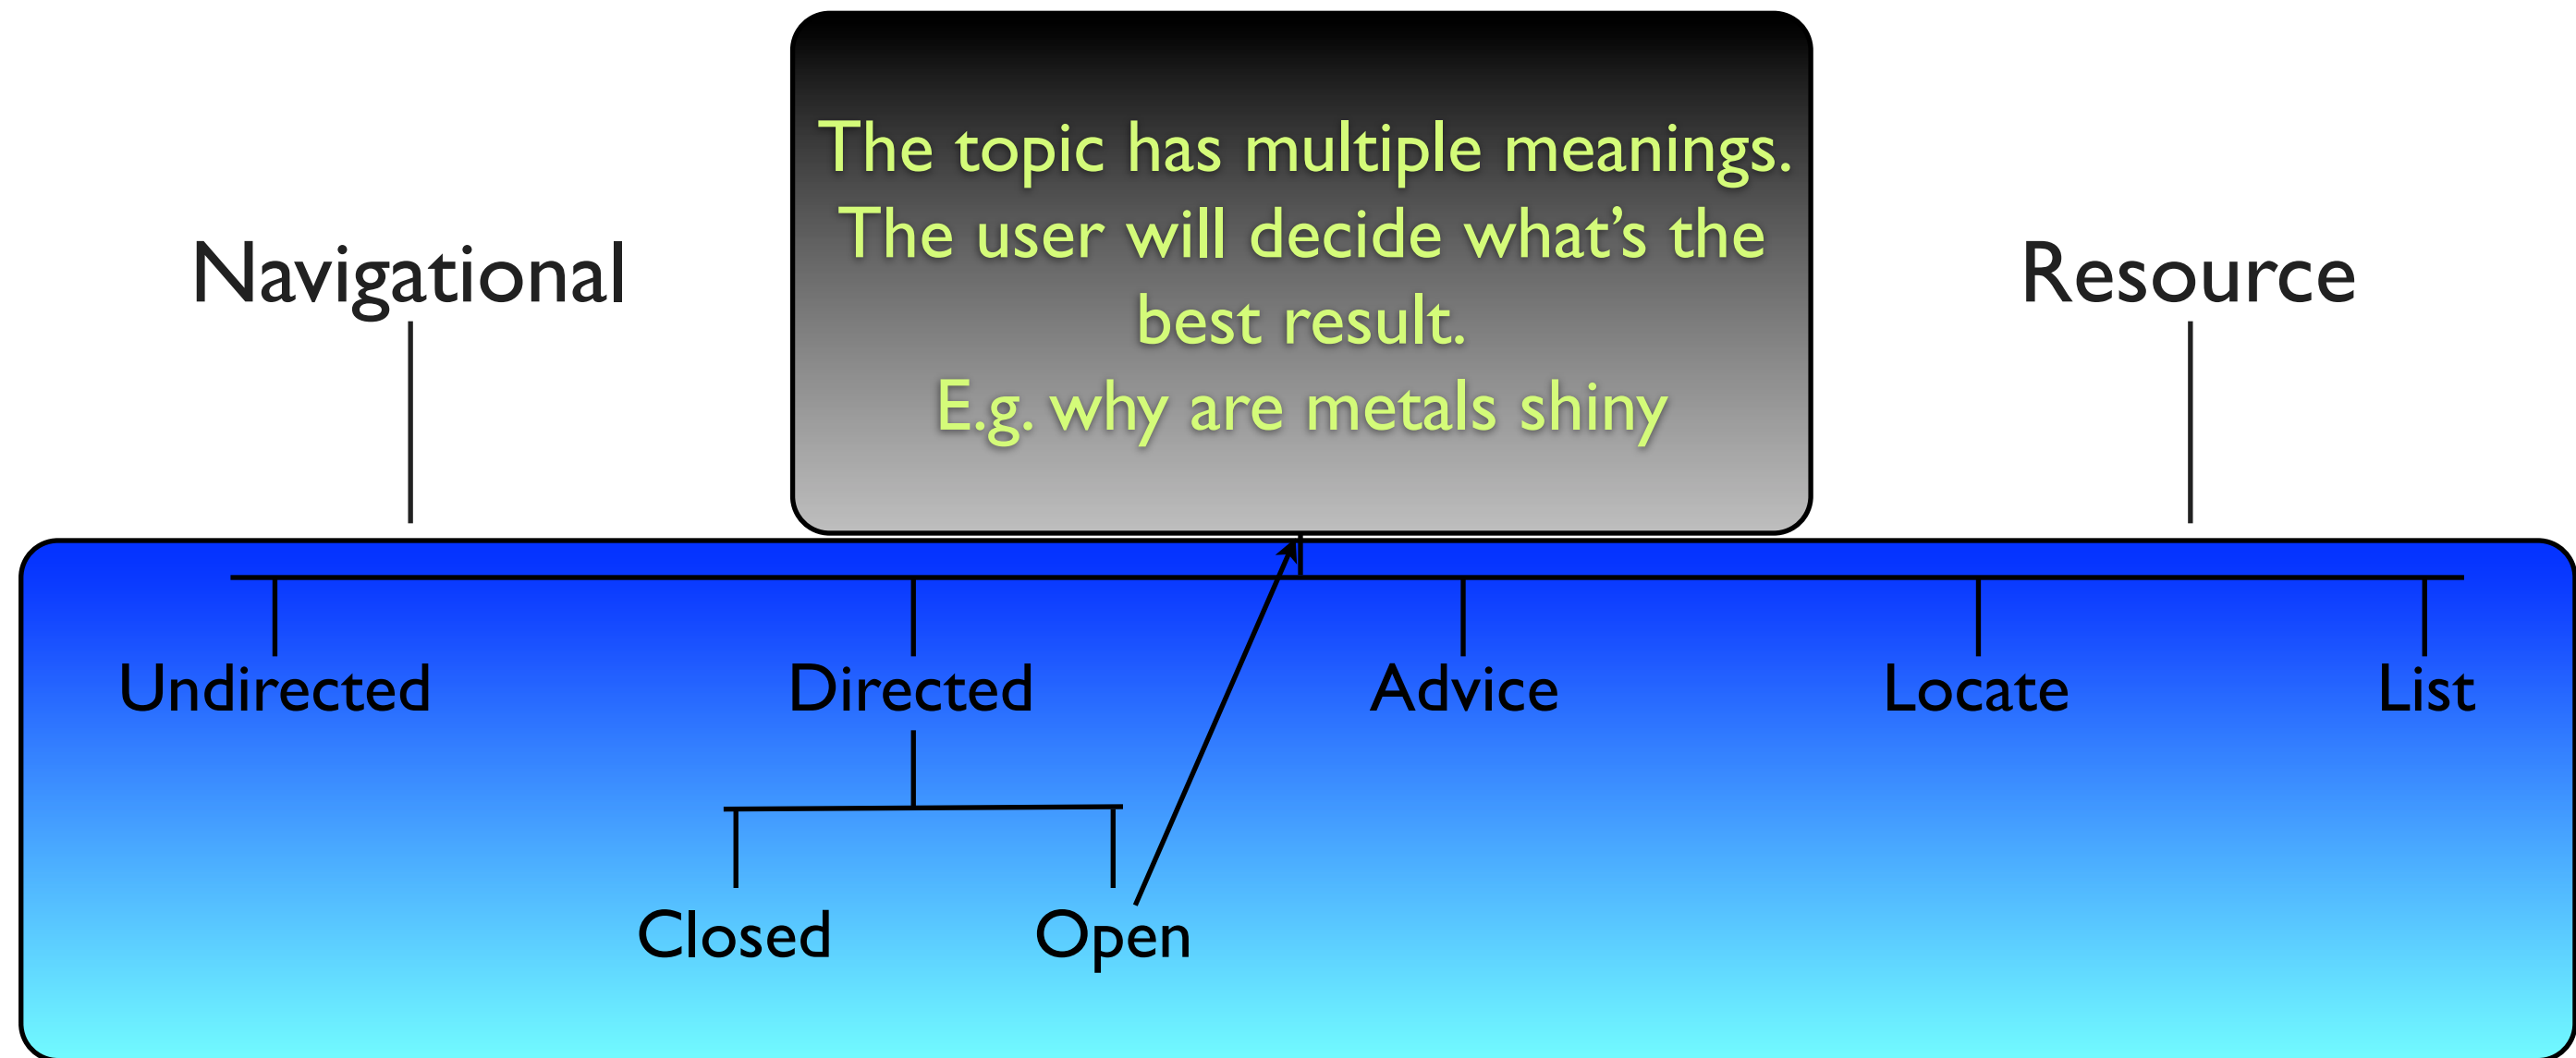 The topic has multiple meanings.
The user will decide what’s the
best result.
E.g. why are metals shiny
Navigational
Resource
Undirected
Directed
Advice
Locate
List
Closed
Open